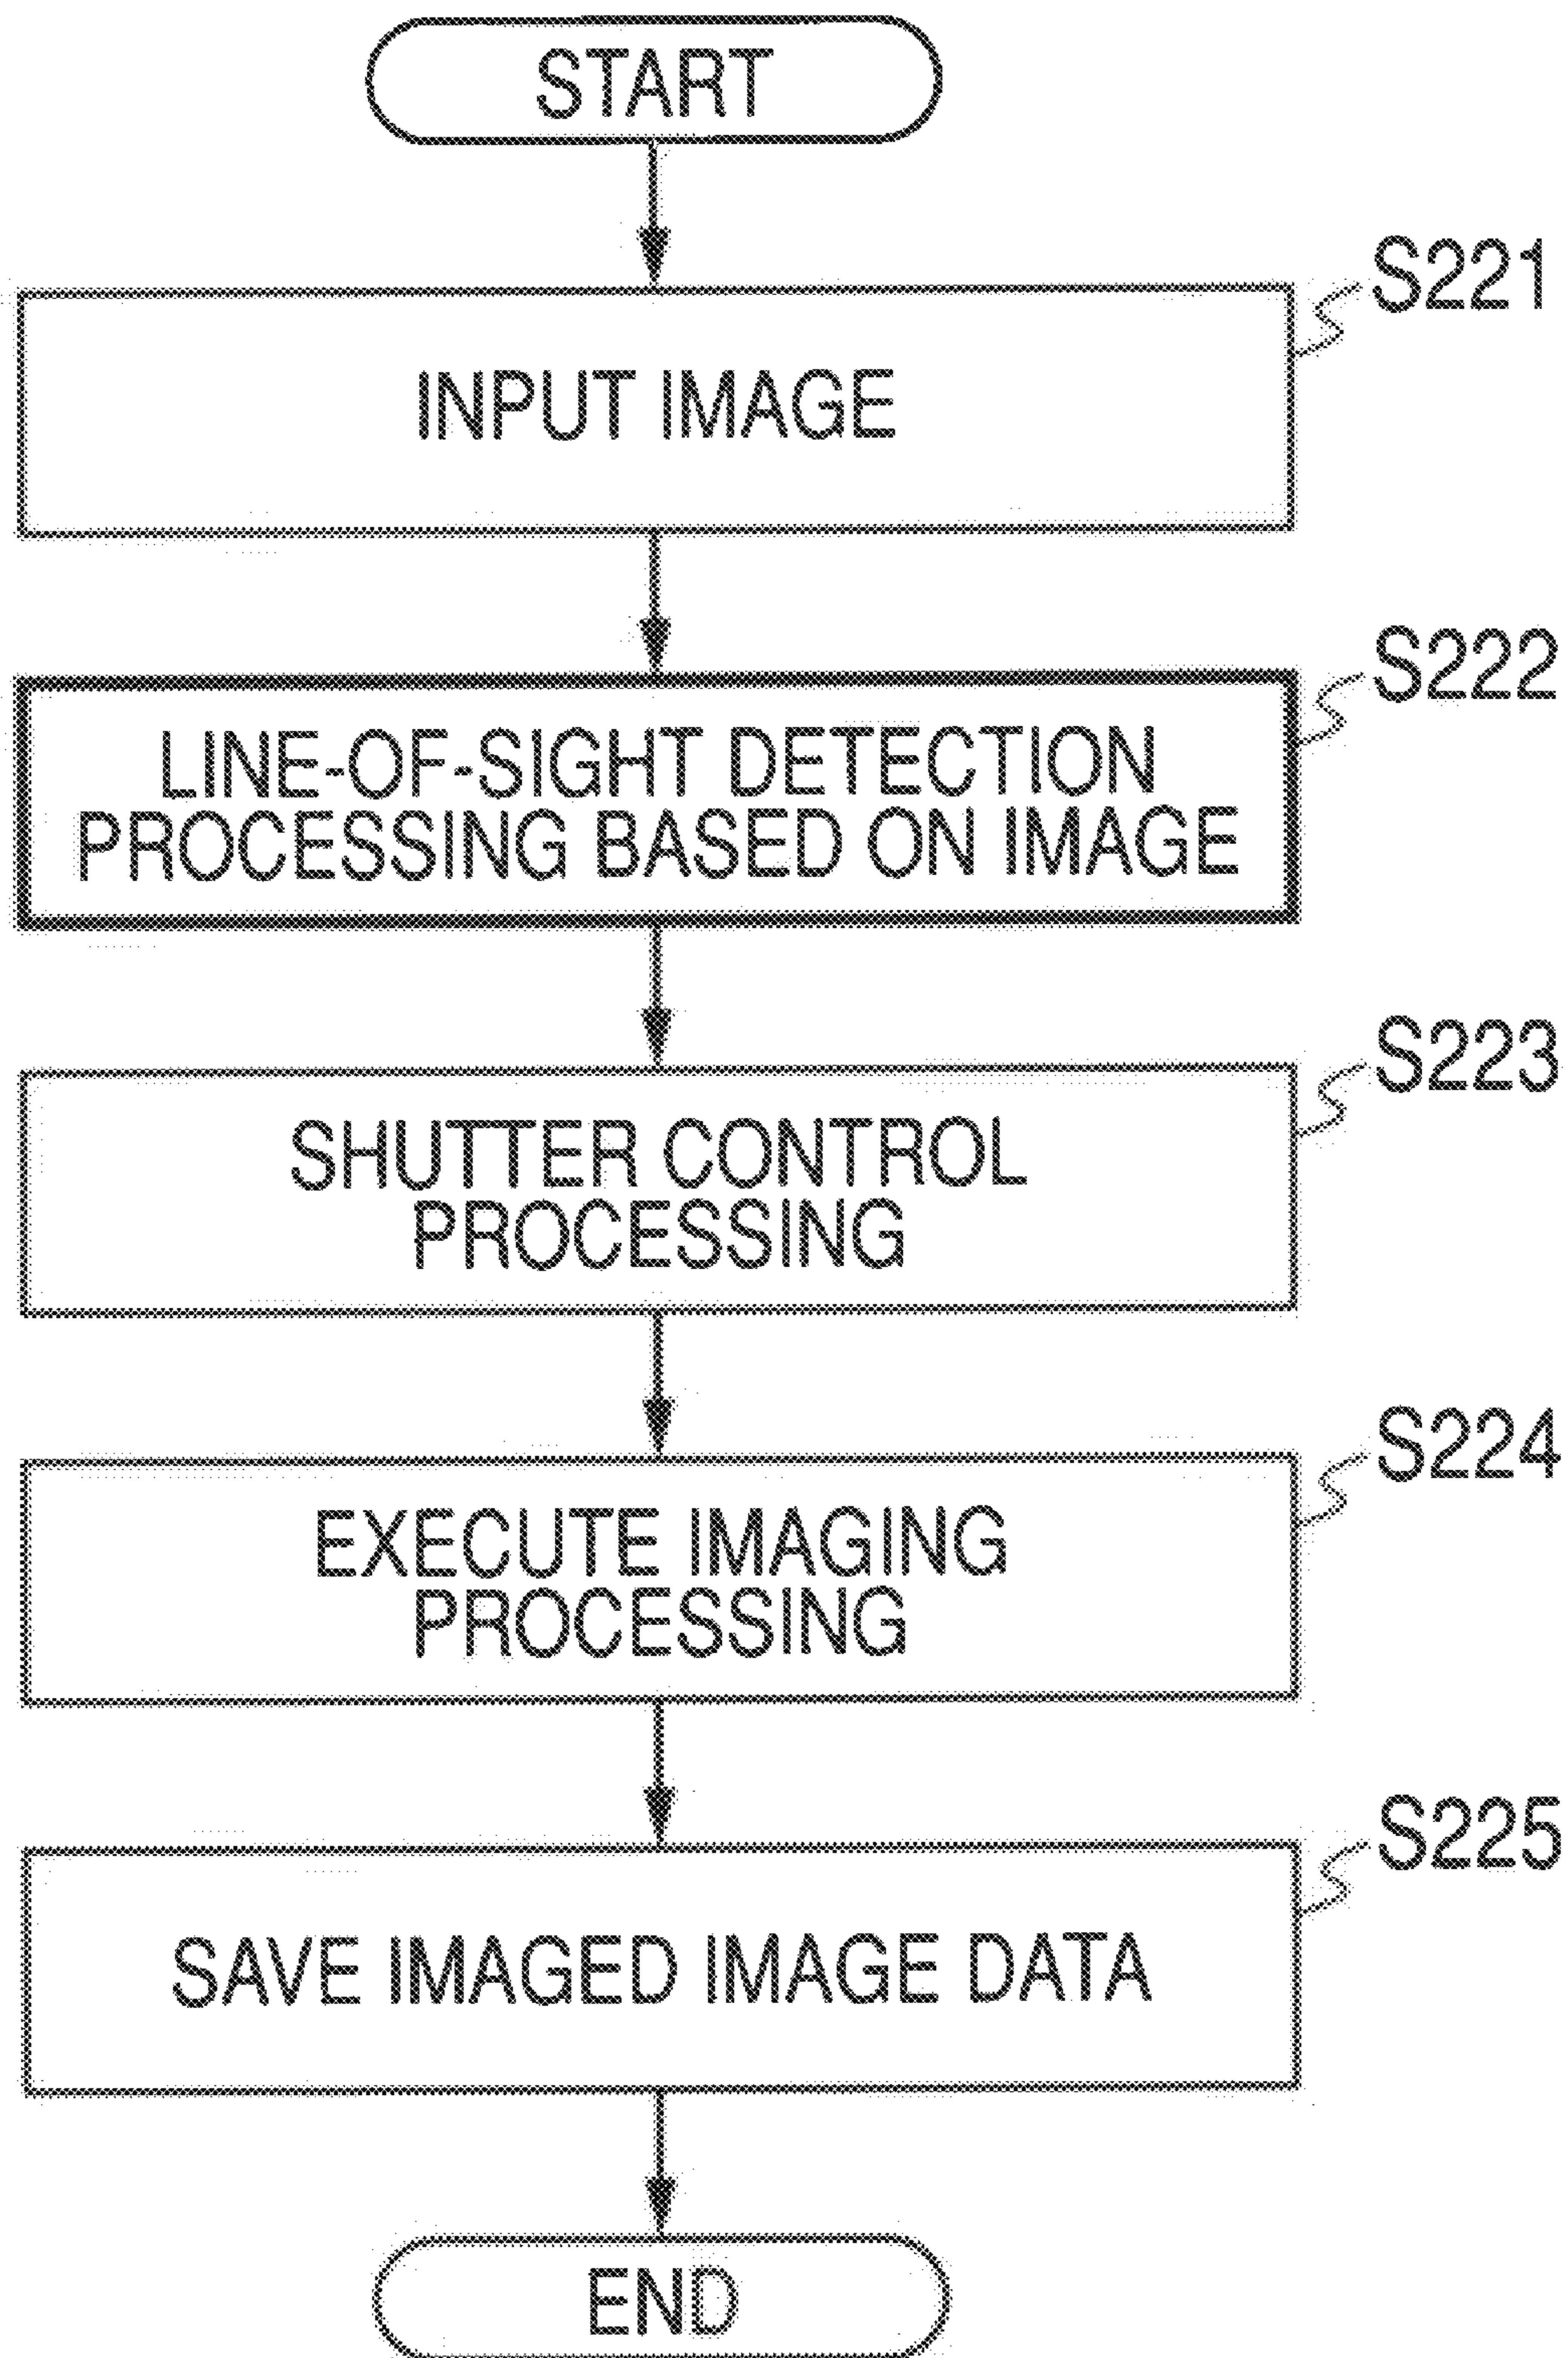 START
S221
INPUT IMAGE
S222
LINE-OF-SIGHT DETECTION
PROCESSING BASED ON IMAGE
S223
SHUTTER CONTROL
PROCESSING
S224
EXECUTE IMAGING
PROCESSING
S225
SAVE IMAGED IMAGE DATA
END